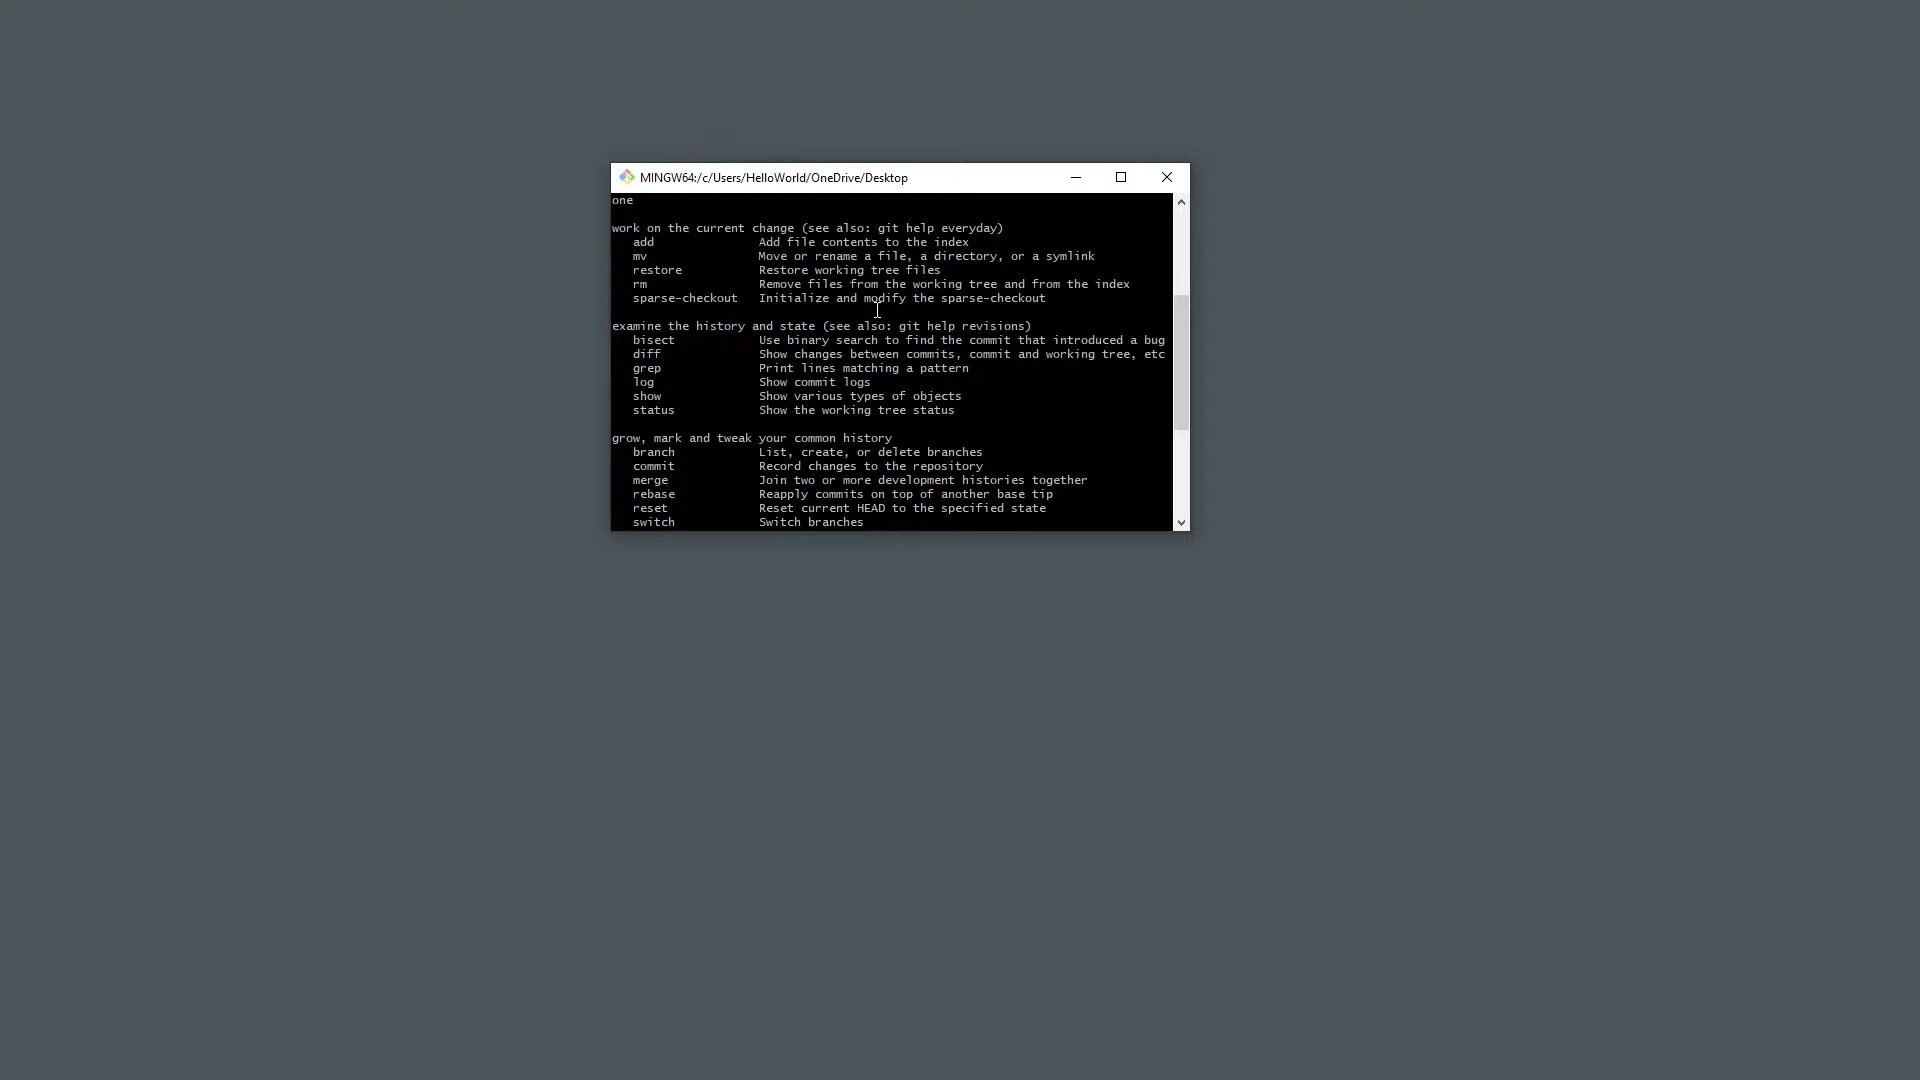 MINGW64:/c/Users/HelloWorld/OneDrive/Desktop
one
work on the current change (see also: git help everyday)
add Add file contents to the index
mv Move or rename a file, a directory, or a symlink
restore Restore working tree files
rm Remove files from the working tree and from the index
sparse-checkout Initialize and modify the sparse-checkout
examine the history and state (see also: git help revisions)
bisect Use binary search to find the commit that introduced a bug
diff Show changes between commits, commit and working tree, etc
grep Print lines matching a pattern
log Show commit logs
show Show various types of objects
status Show the working tree status
grow, mark and tweak your common history
branch List, create, or delete branches
commit Record changes to the repository
merge Join two or more development histories together
rebase Reapply commits on top of another base tip
reset Reset current HEAD to the specified state
switch Switch branches